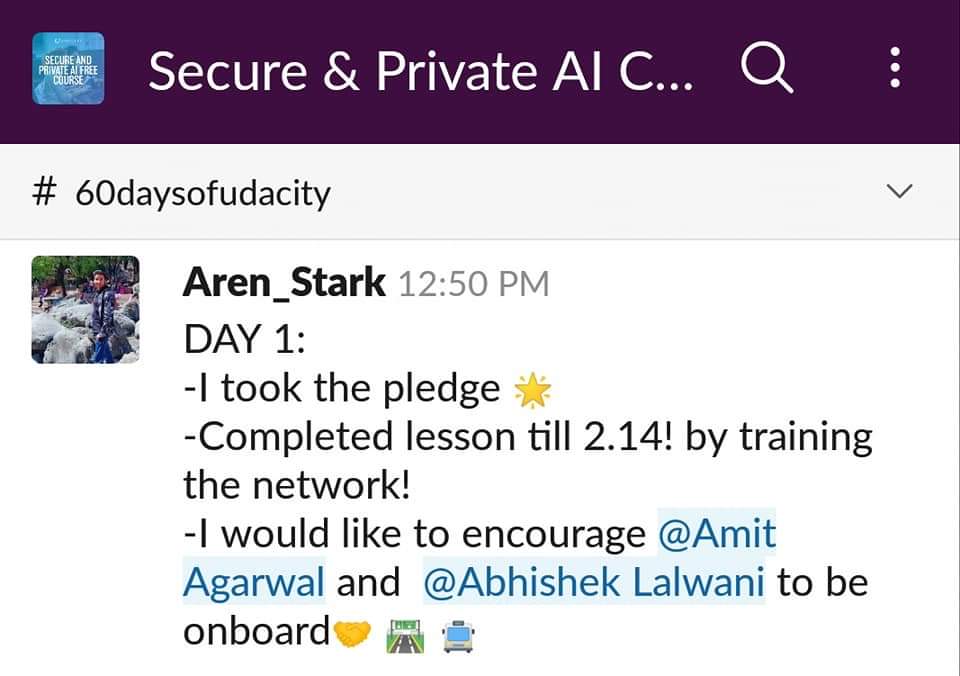 SECURE AND
PRIVATE AI FREE
COURSE
Secure & Private AI C...
# 60daysofudacity
Aren_Stark 12:50 PM
DAY 1:
-I took the pledge 🌟
-Completed lesson till 2.14! by training
the network!
-I would like to encourage @Amit
Agarwal and @Abhishek Lalwani to be
onboard🤝 🛣️ 🚍